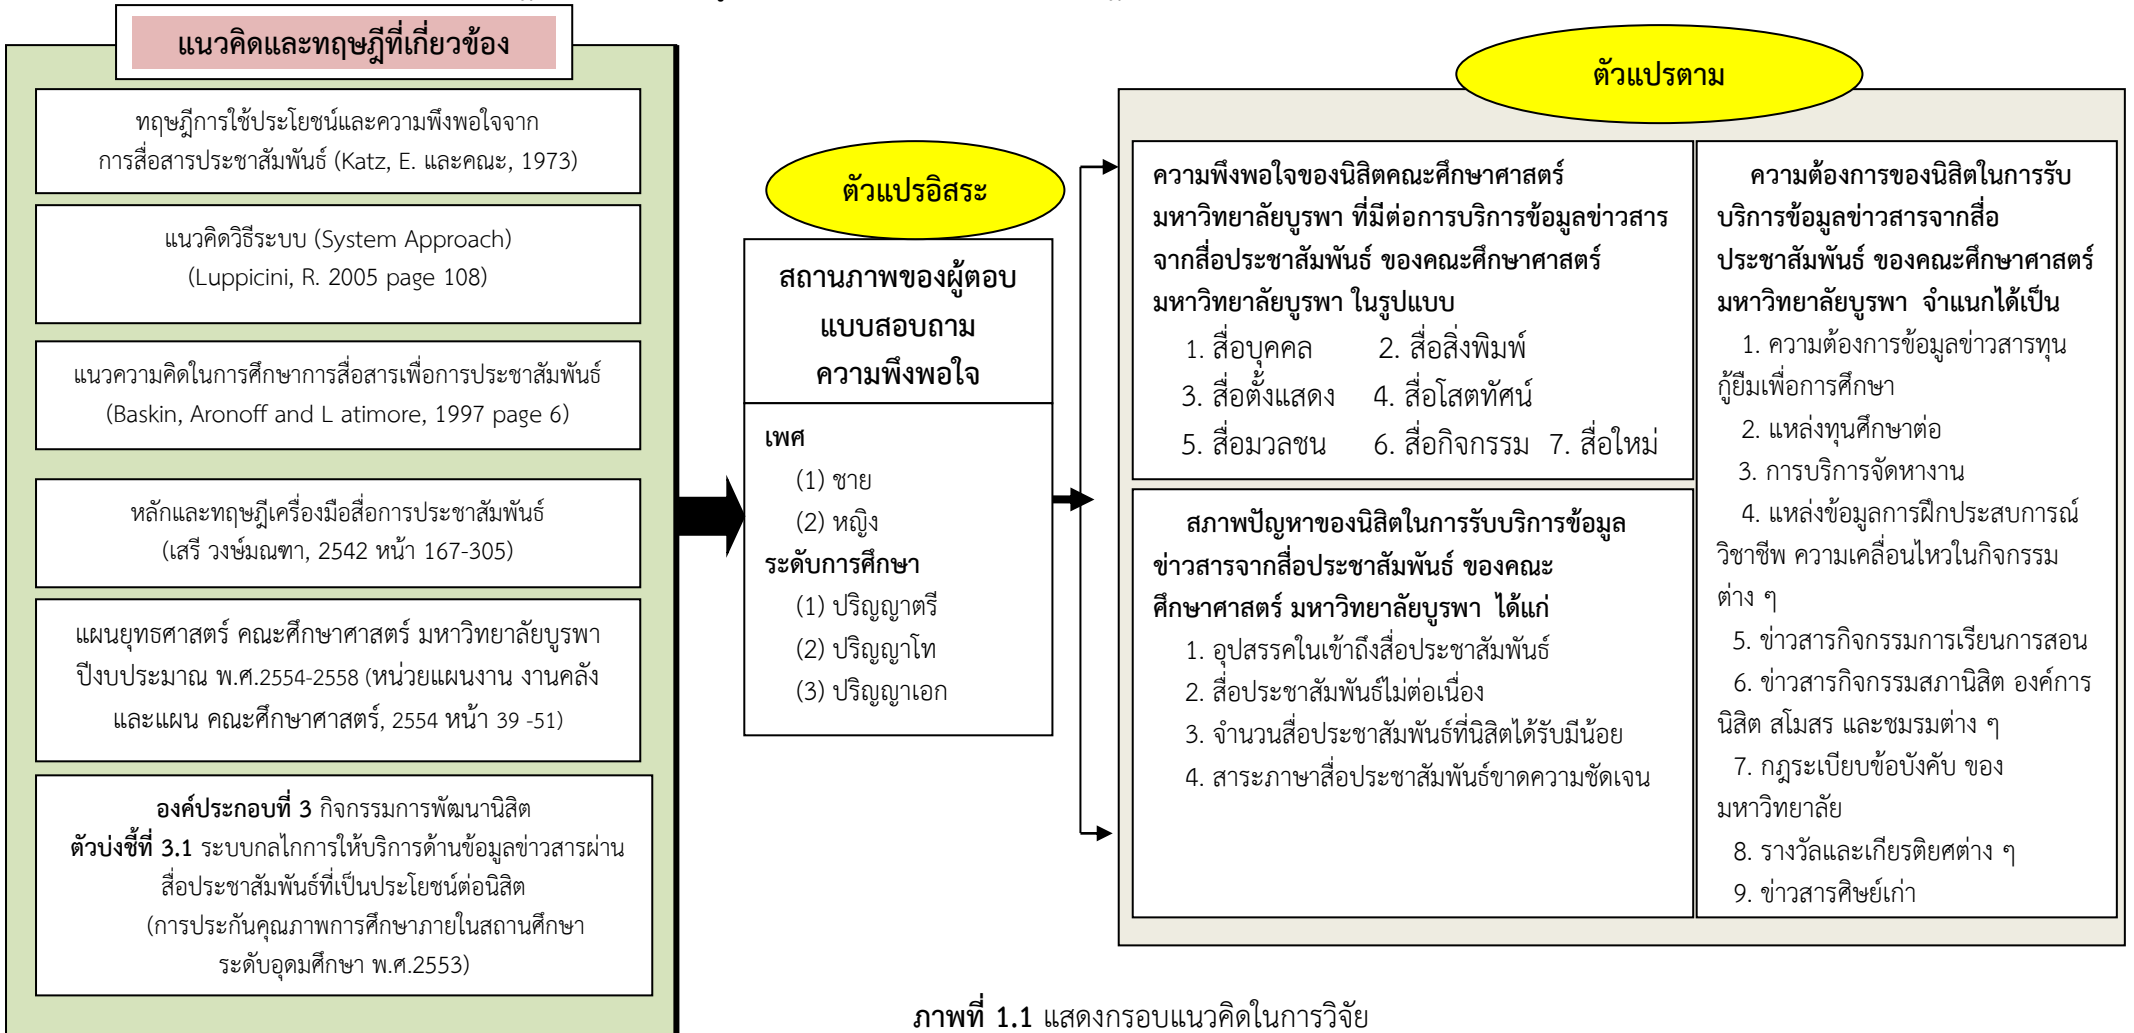 แนวคิดและทฤษฎีที่เกี่ยวข้อง
ทฤษฎีการใช้ประโยชน์และความพึงพอใจจาก
การสื่อสารประชาสัมพันธ์ (Katz, E. และคณะ, 1973)
แนวคิดวิธีระบบ (System Approach)
(Luppicini, R. 2005 page 108)
แนวความคิดในการศึกษาการสื่อสารเพื่อการประชาสัมพันธ์
(Baskin, Aronoff and L atimore, 1997 page 6)
หลักและทฤษฎีเครื่องมือสื่อการประชาสัมพันธ์
(เสรี วงษ์มณฑา, 2542 หน้า 167-305)
แผนยุทธศาสตร์ คณะศึกษาศาสตร์ มหาวิทยาลัยบูรพา
ปีงบประมาณ พ.ศ.2554-2558 (หน่วยแผนงาน งานคลัง
และแผน คณะศึกษาศาสตร์, 2554 หน้า 39 -51)
องค์ประกอบที่ 3 กิจกรรมการพัฒนานิสิต
ตัวบ่งชี้ที่ 3.1 ระบบกลไกการให้บริการด้านข้อมูลข่าวสารผ่าน
สื่อประชาสัมพันธ์ที่เป็นประโยชน์ต่อนิสิต
(การประกันคุณภาพการศึกษาภายในสถานศึกษา
ระดับอุดมศึกษา พ.ศ.2553)
ตัวแปรอิสระ
สถานภาพของผู้ตอบ
แบบสอบถาม
ความพึงพอใจ
เพศ
(1) ชาย
(2) หญิง
ระดับการศึกษา
(1) ปริญญาตรี
(2) ปริญญาโท
(3) ปริญญาเอก
ตัวแปรตาม
ความพึงพอใจของนิสิตคณะศึกษาศาสตร์
มหาวิทยาลัยบูรพา ที่มีต่อการบริการข้อมูลข่าวสาร
จากสื่อประชาสัมพันธ์ ของคณะศึกษาศาสตร์
มหาวิทยาลัยบูรพา ในรูปแบบ
1. สื่อบุคคล 2. สื่อสิ่งพิมพ์
3. สื่อตั้งแสดง 4. สื่อโสตทัศน์
5. สื่อมวลชน 6. สื่อกิจกรรม 7. สื่อใหม่
สภาพปัญหาของนิสิตในการรับบริการข้อมูล
ข่าวสารจากสื่อประชาสัมพันธ์ ของคณะ
ศึกษาศาสตร์ มหาวิทยาลัยบูรพา ได้แก่
1. อุปสรรคในเข้าถึงสื่อประชาสัมพันธ์
2. สื่อประชาสัมพันธ์ไม่ต่อเนื่อง
3. จำนวนสื่อประชาสัมพันธ์ที่นิสิตได้รับมีน้อย
4. สาระภาษาสื่อประชาสัมพันธ์ขาดความชัดเจน
ความต้องการของนิสิตในการรับ
บริการข้อมูลข่าวสารจากสื่อ
ประชาสัมพันธ์ ของคณะศึกษาศาสตร์
มหาวิทยาลัยบูรพา จำแนกได้เป็น
1. ความต้องการข้อมูลข่าวสารทุน
กู้ยืมเพื่อการศึกษา
2. แหล่งทุนศึกษาต่อ
3. การบริการจัดหางาน
4. แหล่งข้อมูลการฝึกประสบการณ์
วิชาชีพ ความเคลื่อนไหวในกิจกรรม
ต่าง ๆ
5. ข่าวสารกิจกรรมการเรียนการสอน
6. ข่าวสารกิจกรรมสภานิสิต องค์การ
นิสิต สโมสร และชมรมต่าง ๆ
7. กฎระเบียบข้อบังคับ ของ
มหาวิทยาลัย
8. รางวัลและเกียรติยศต่าง ๆ
9. ข่าวสารศิษย์เก่า
ภาพที่ 1.1 แสดงกรอบแนวคิดในการวิจัย